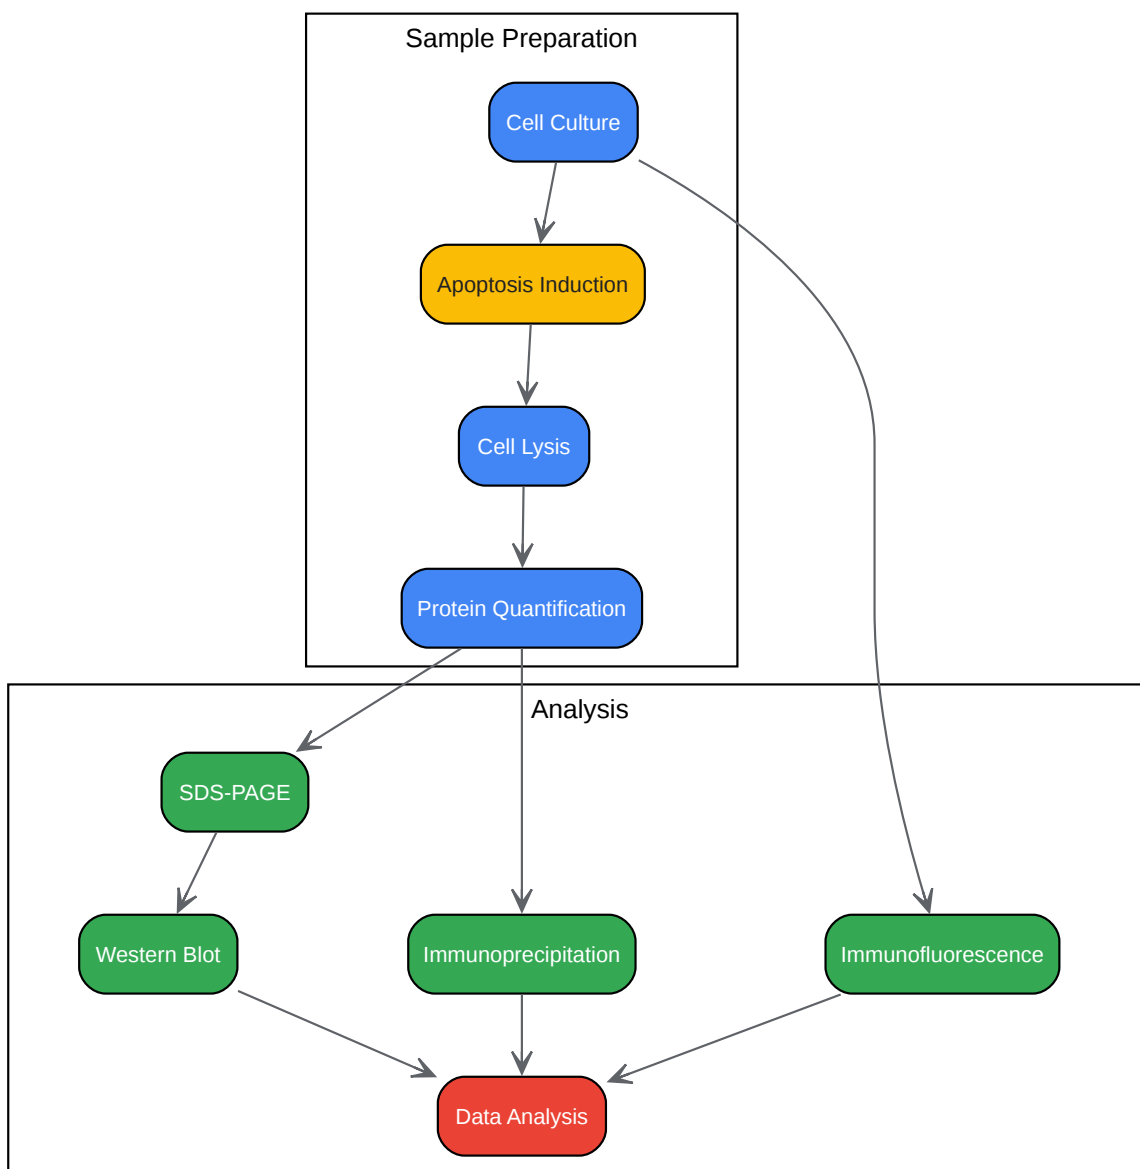 Sample Preparation
Cell Culture
Apoptosis Induction
Cell Lysis
Protein Quantification
Analysis
SDS-PAGE
Western Blot
Immunoprecipitation
Immunofluorescence
Data Analysis